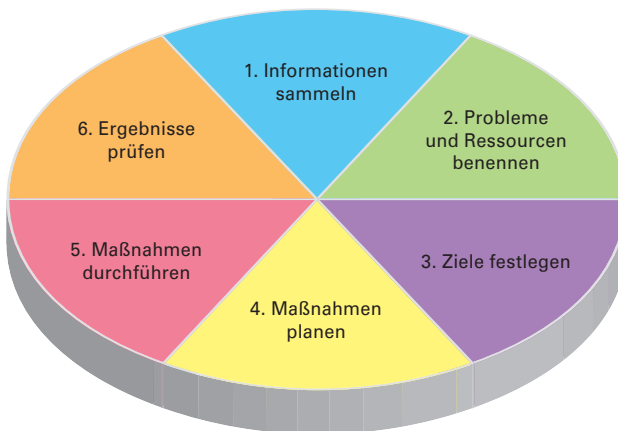 1. Informationen
sammeln
2. Probleme
und Ressourcen
benennen
3. Ziele festlegen
4. Maßnahmen
planen
5. Maßnahmen
durchführen
6. Ergebnisse
prüfen